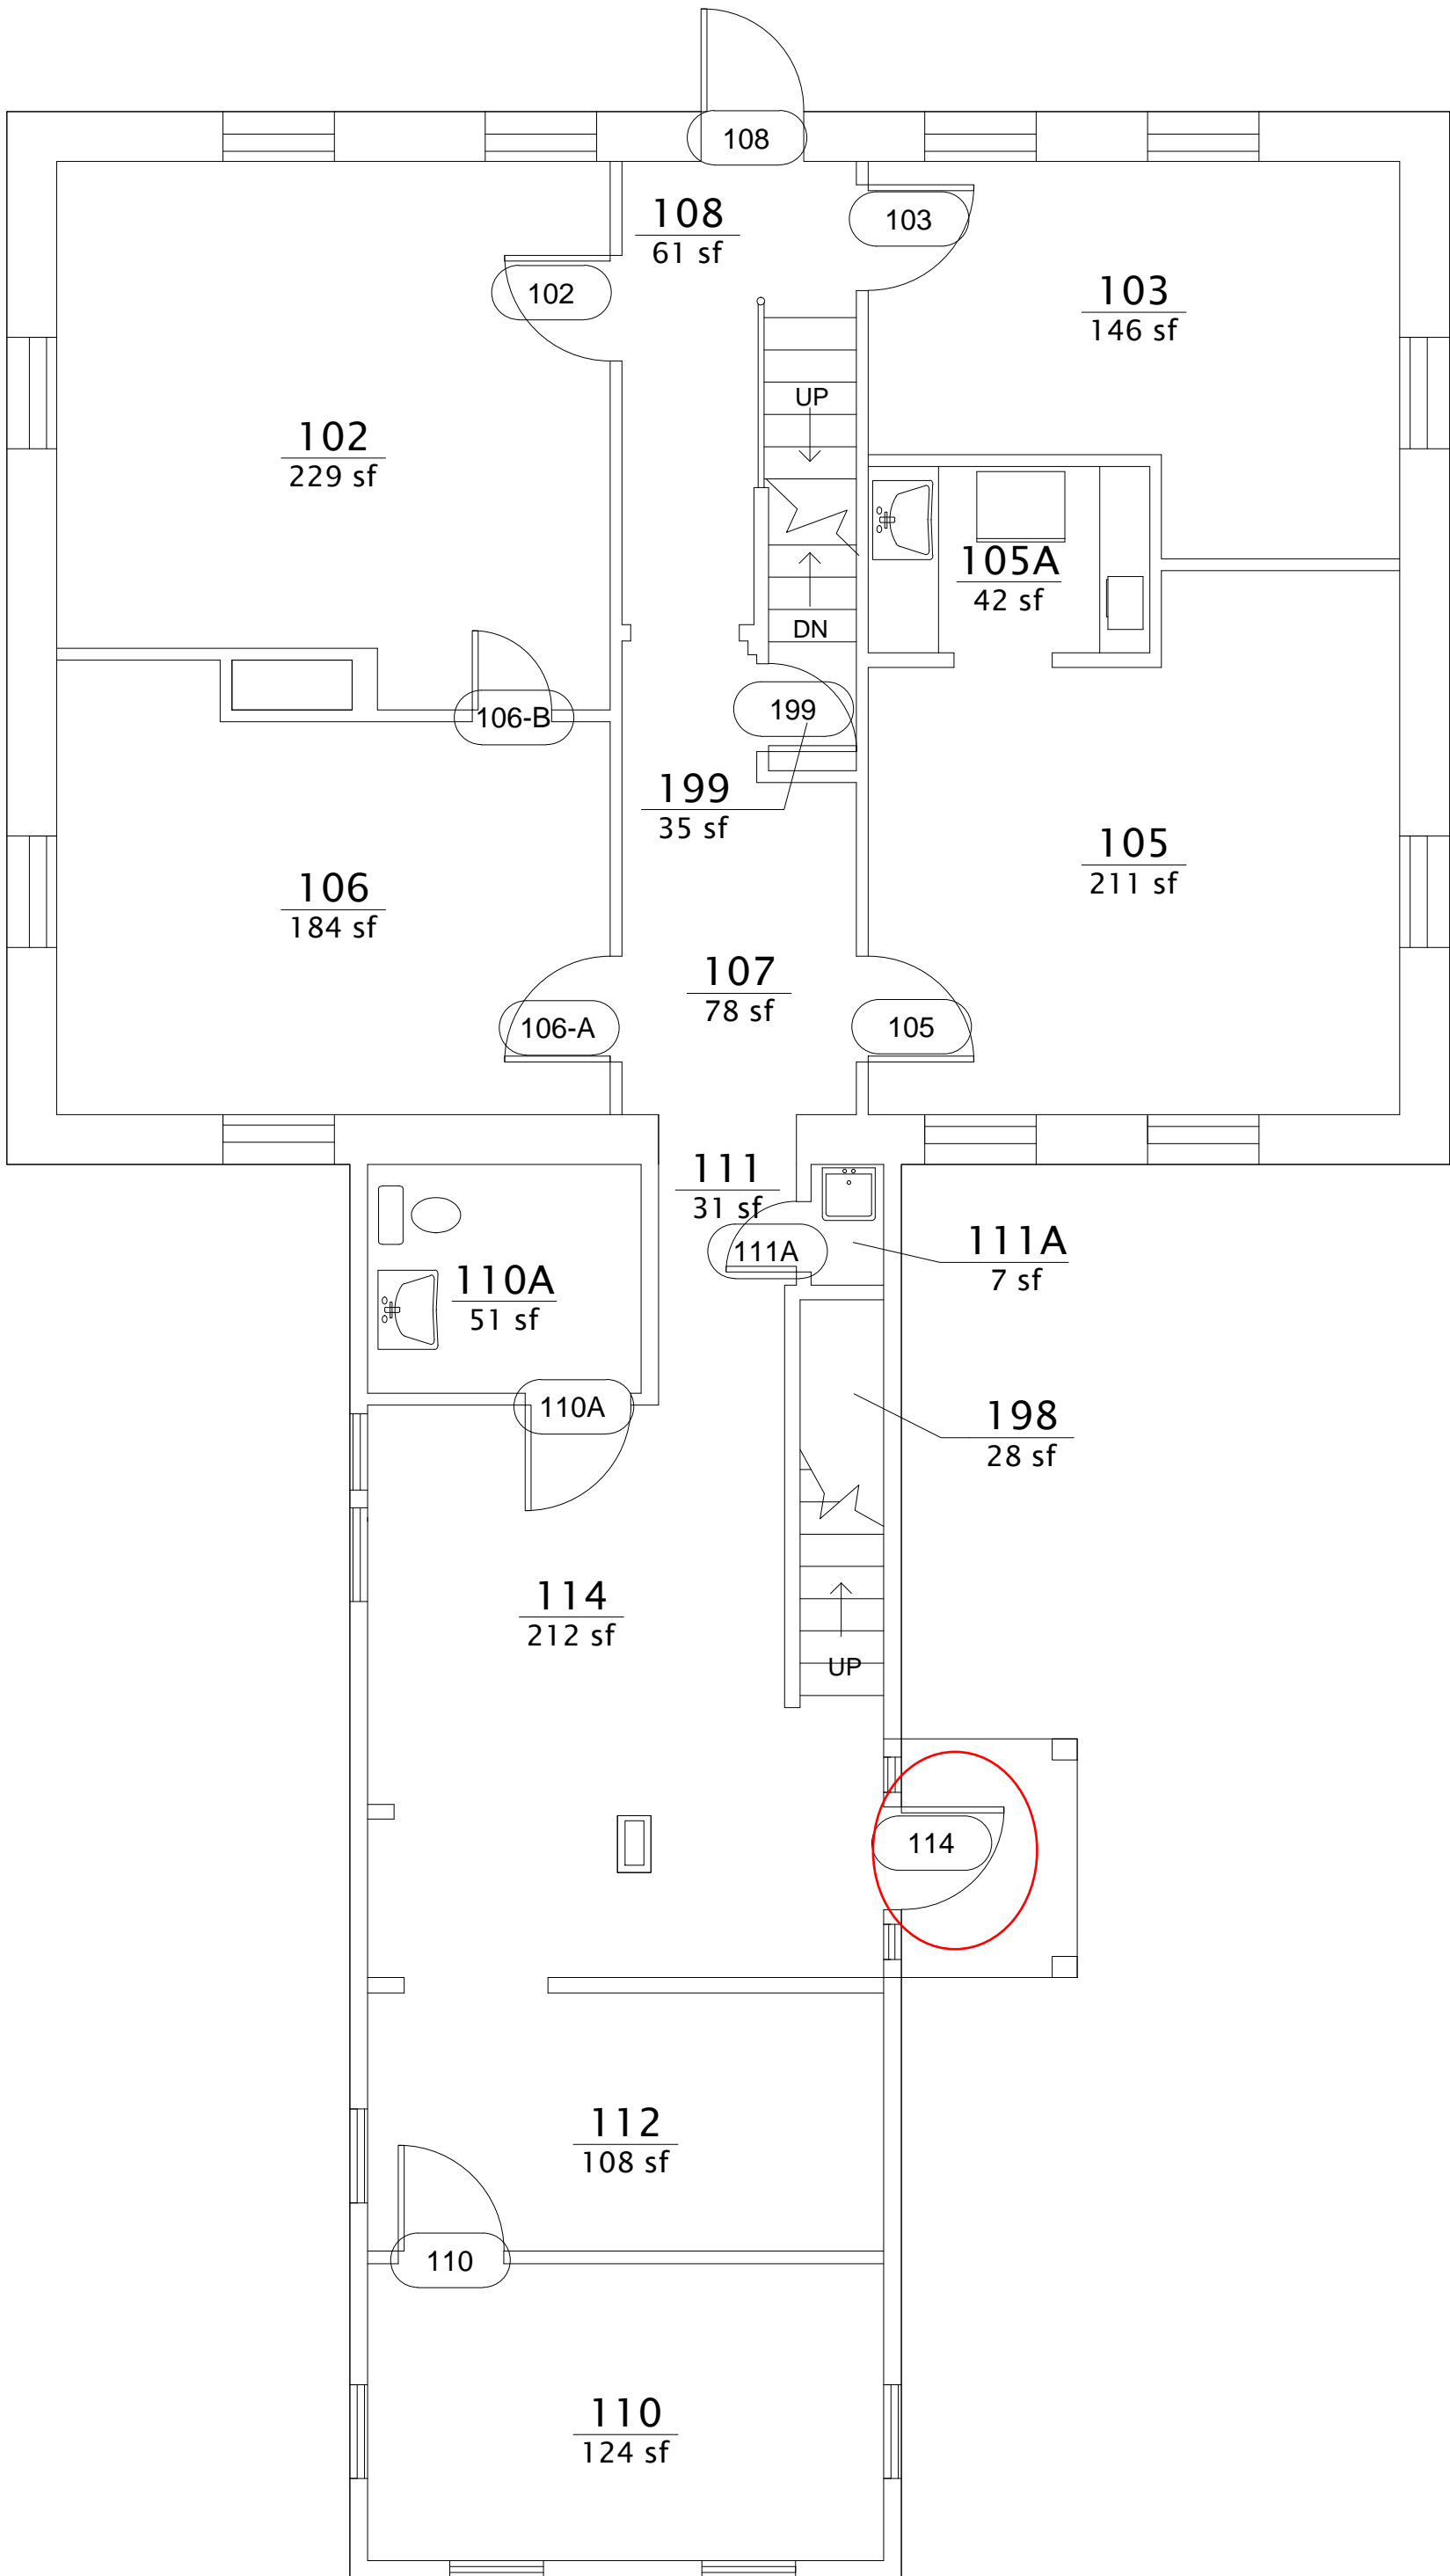 108
108
61 sf
103
103
146 sf
102
UP
102
229 sf
105A
42 sf
DN
199
106-B
199
35 sf
105
211 sf
106
184 sf
107
78 sf
106-A
105
111
31 sf
111A
111A
7 sf
110A
51 sf
110A
198
28 sf
114
212 sf
UP
114
112
108 sf
110
110
124 sf